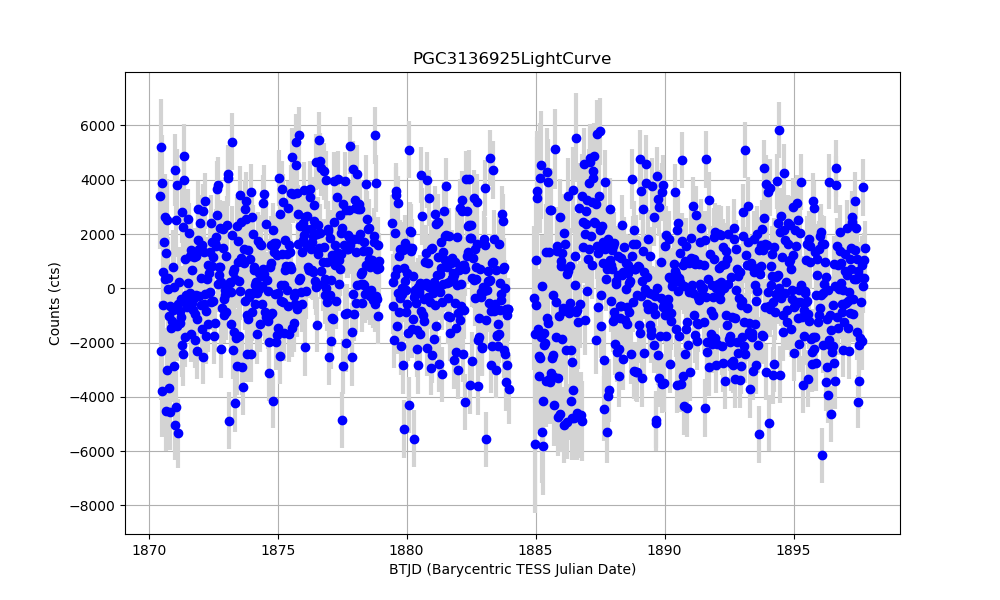 PGC3136925LightCurve
6000
4000
2000
0
−2000
−4000
−6000
−8000
Counts (cts)
1870 1875 1880 1885 1890 1895
BTJD (Barycentric TESS Julian Date)